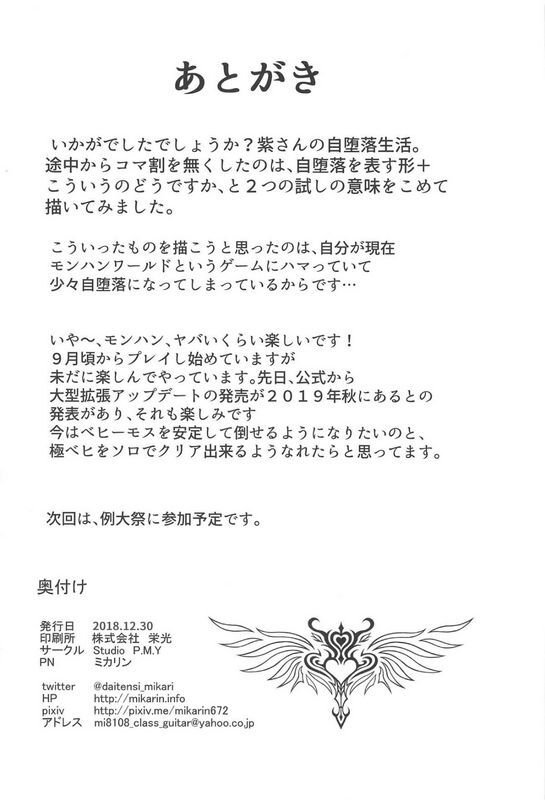 あとがき
いかがでしたでしょうか？紫さんの自堕落生活。
途中からコマ割を無くしたのは、自堕落を表す形＋
こういうのどうですか、と２つの試しの意味をこめて
描いてみました。
こういったものを描こうと思ったのは、自分が現在
モンハンワールドというゲームにハマっていて
少々自堕落になってしまっているからです…
いや〜、モンハン、ヤバいくらい楽しいです！
９月頃からプレイし始めていますが
未だに楽しんでやっています。先日、公式から
大型拡張アップデートの発売が２０１９年秋にあるとの
発表があり、それも楽しみです
今はベヒーモスを安定して倒せるようになりたいのと、
極ベヒをソロでクリア出来るようなれたらと思ってます。
次回は、例大祭に参加予定です。
奥付け
発行日 2018.12.30
印刷所 株式会社 栄光
サークル Studio P.M.Y
PN ミカリン
twitter @daitensi_mikari
HP http://mikarin.info
pixiv http://pixiv.me/mikarin672
アドレス mi8108_class_guitar@yahoo.co.jp